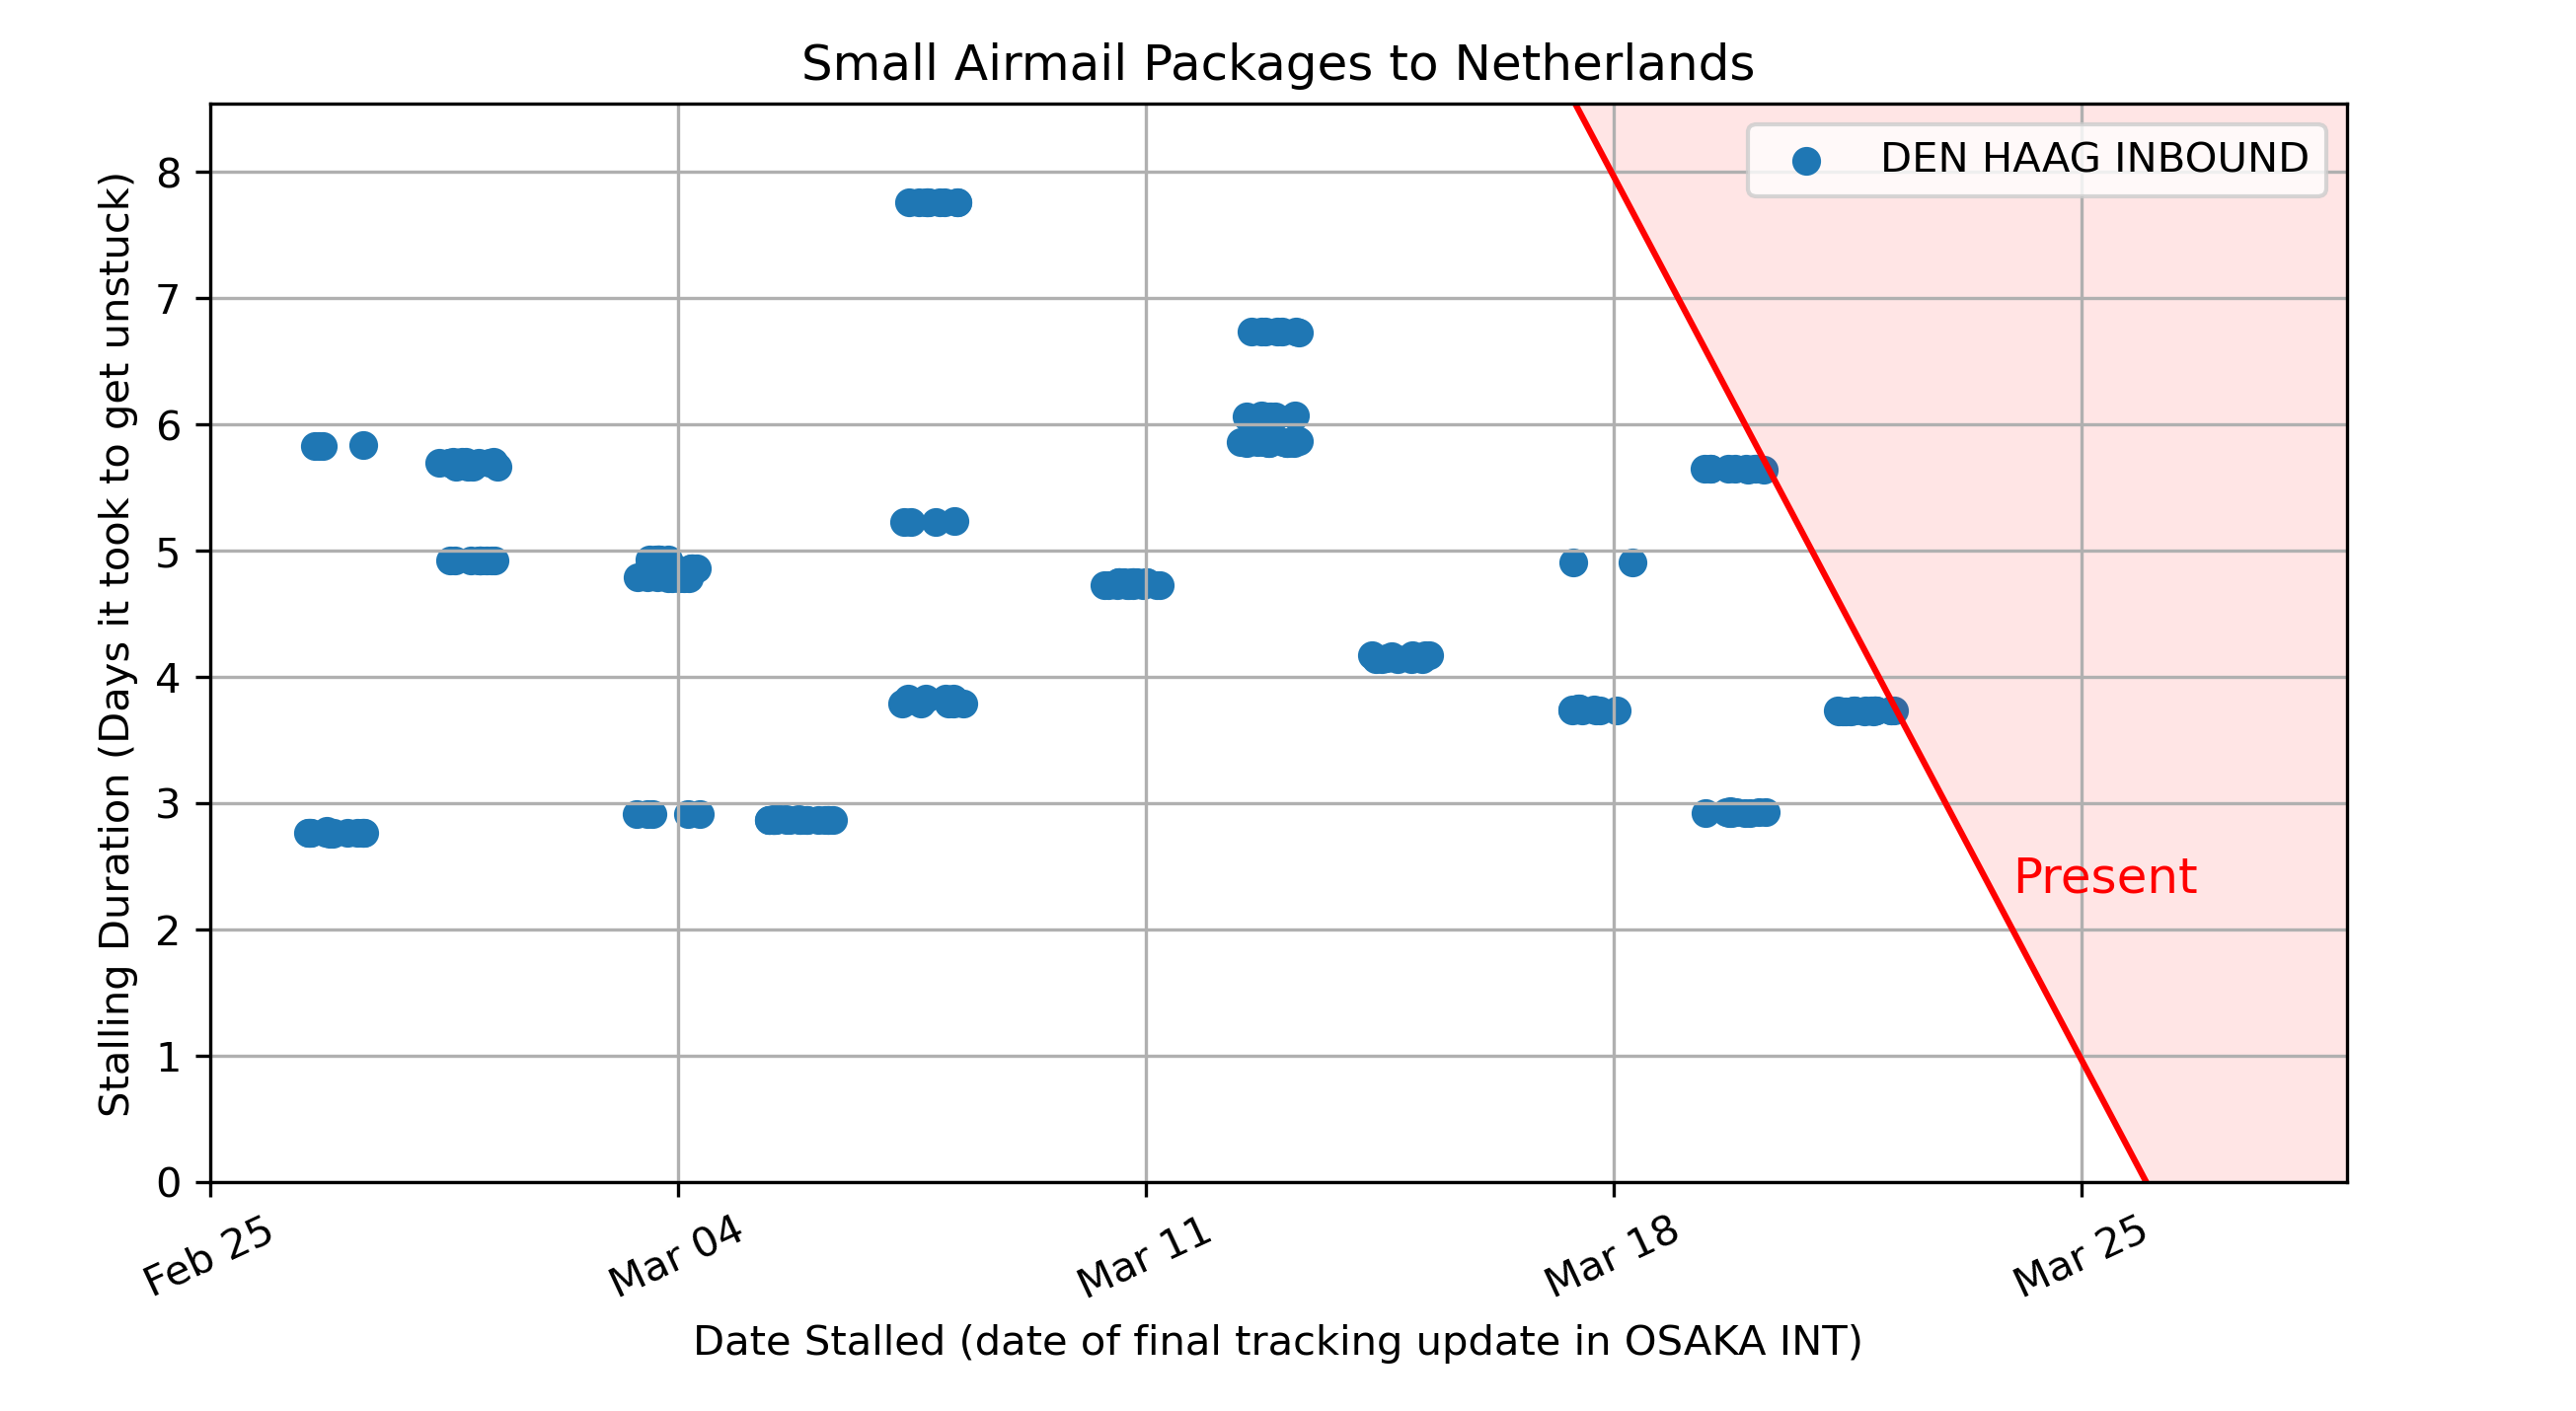 Small Airmail Packages to Netherlands
DEN HAAG INBOUND
Stalling Duration (Days it took to get unstuck)
8
7
6
5
4
3
2
1
0
Present
Feb 25
Mar 04
Mar 11
Mar 18
Mar 25
Date Stalled (date of final tracking update in OSAKA INT)